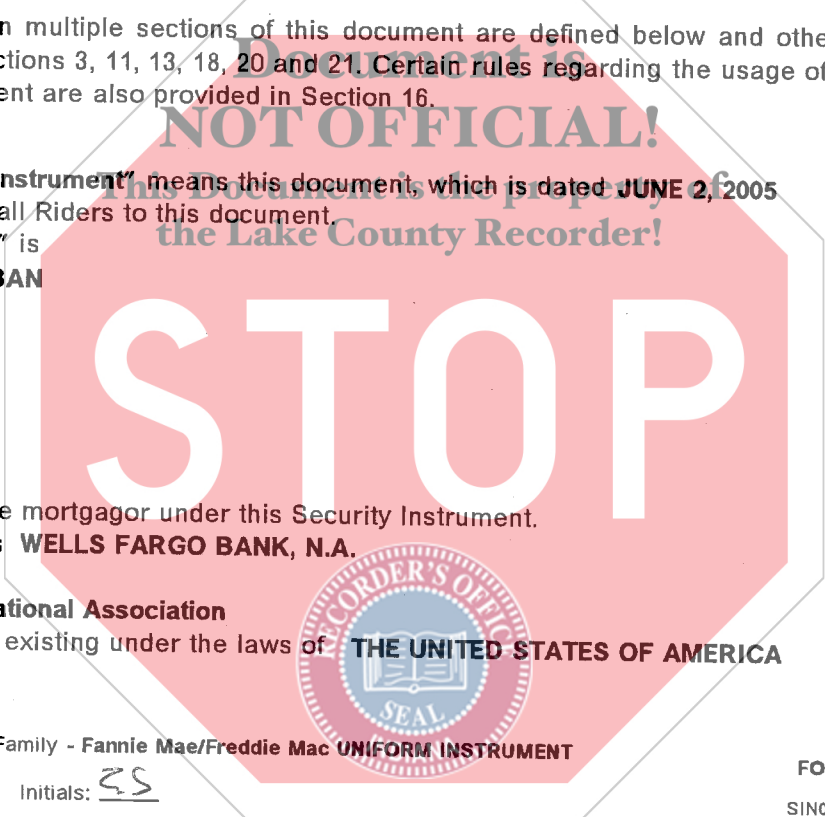 n multiple sections of this document are defined below and othe
ctions 3, 11, 13, 18, 20 and 21. Certain rules regarding the usage of
ent are also provided in Section 16.
Document is
NOT OFFICIAL!
This Document is the property of
the Lake County Recorder!
nstrument" means this document, which is dated JUNE 2, 2005
all Riders to this document.
" is
BAN
STOP
e mortgagor under this Security Instrument.
s WELLS FARGO BANK, N.A.
ational Association
existing under the laws of THE UNITED STATES OF AMERICA
RECORDER'S OFFICE
SEAL
INDIANA
Family - Fannie Mae/Freddie Mac UNIFORM INSTRUMENT
FO
Initials: ZS
SINC